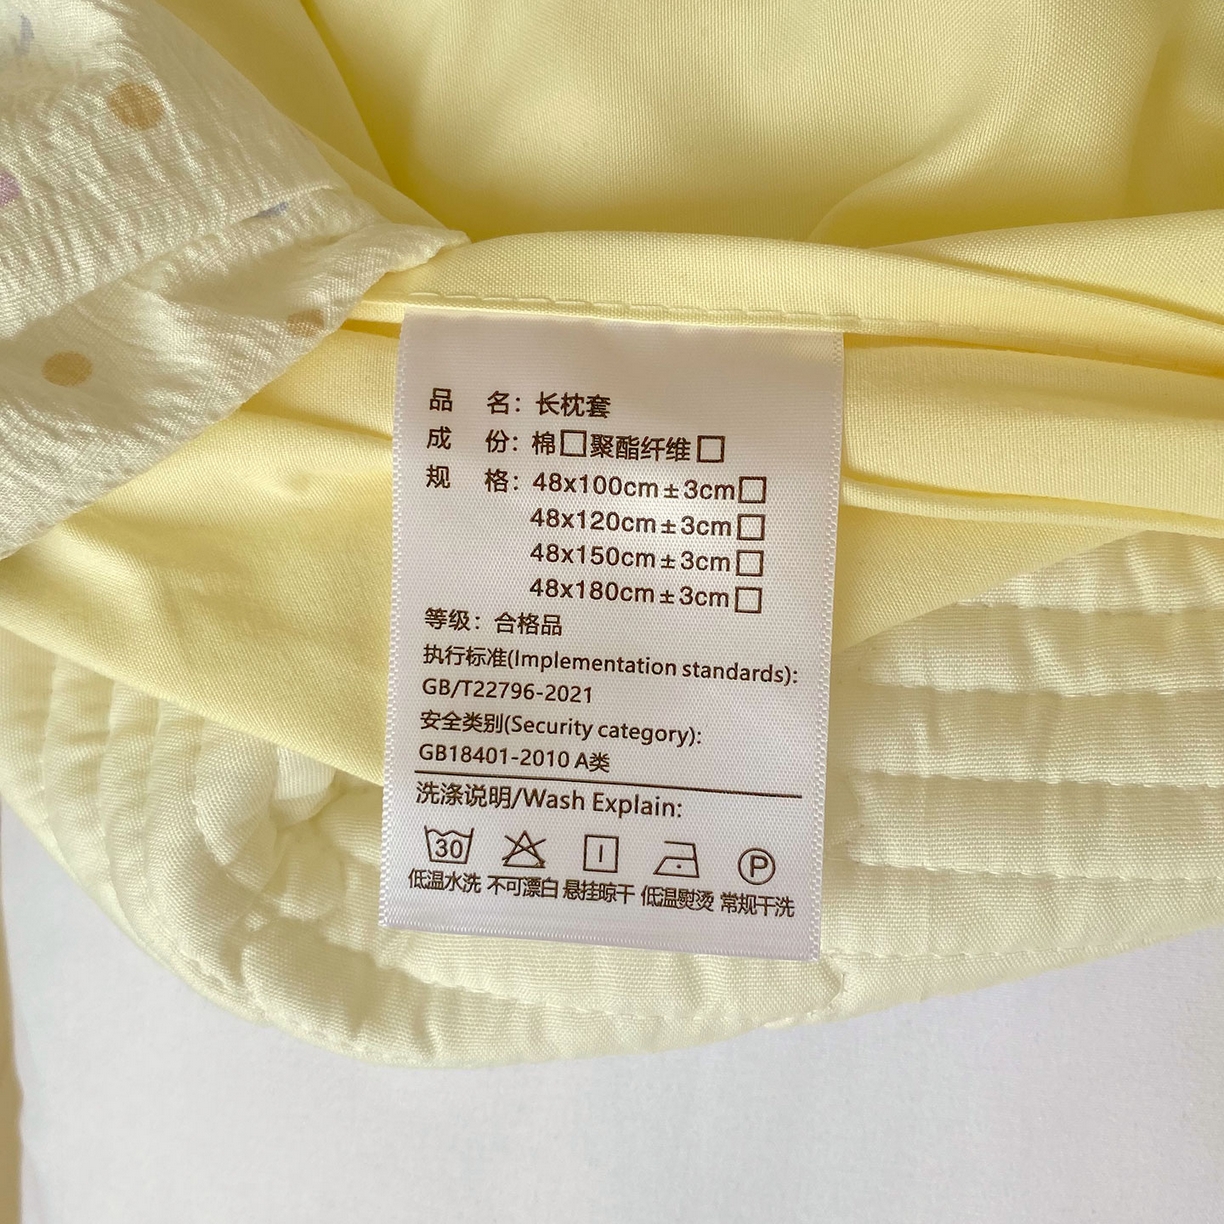 品 名：长枕套
成 份：棉□聚酯纤维□
规 格：48x100cm±3cm□
48x120cm±3cm□
48x150cm±3cm□
48x180cm±3cm□
等级：合格品
执行标准(Implementation standards):
GB/T22796-2021
安全类别(Security category):
GB18401-2010 A类
洗涤说明/Wash Explain:
30 P
低温水洗 不可漂白 悬挂晾干 低温熨烫 常规干洗